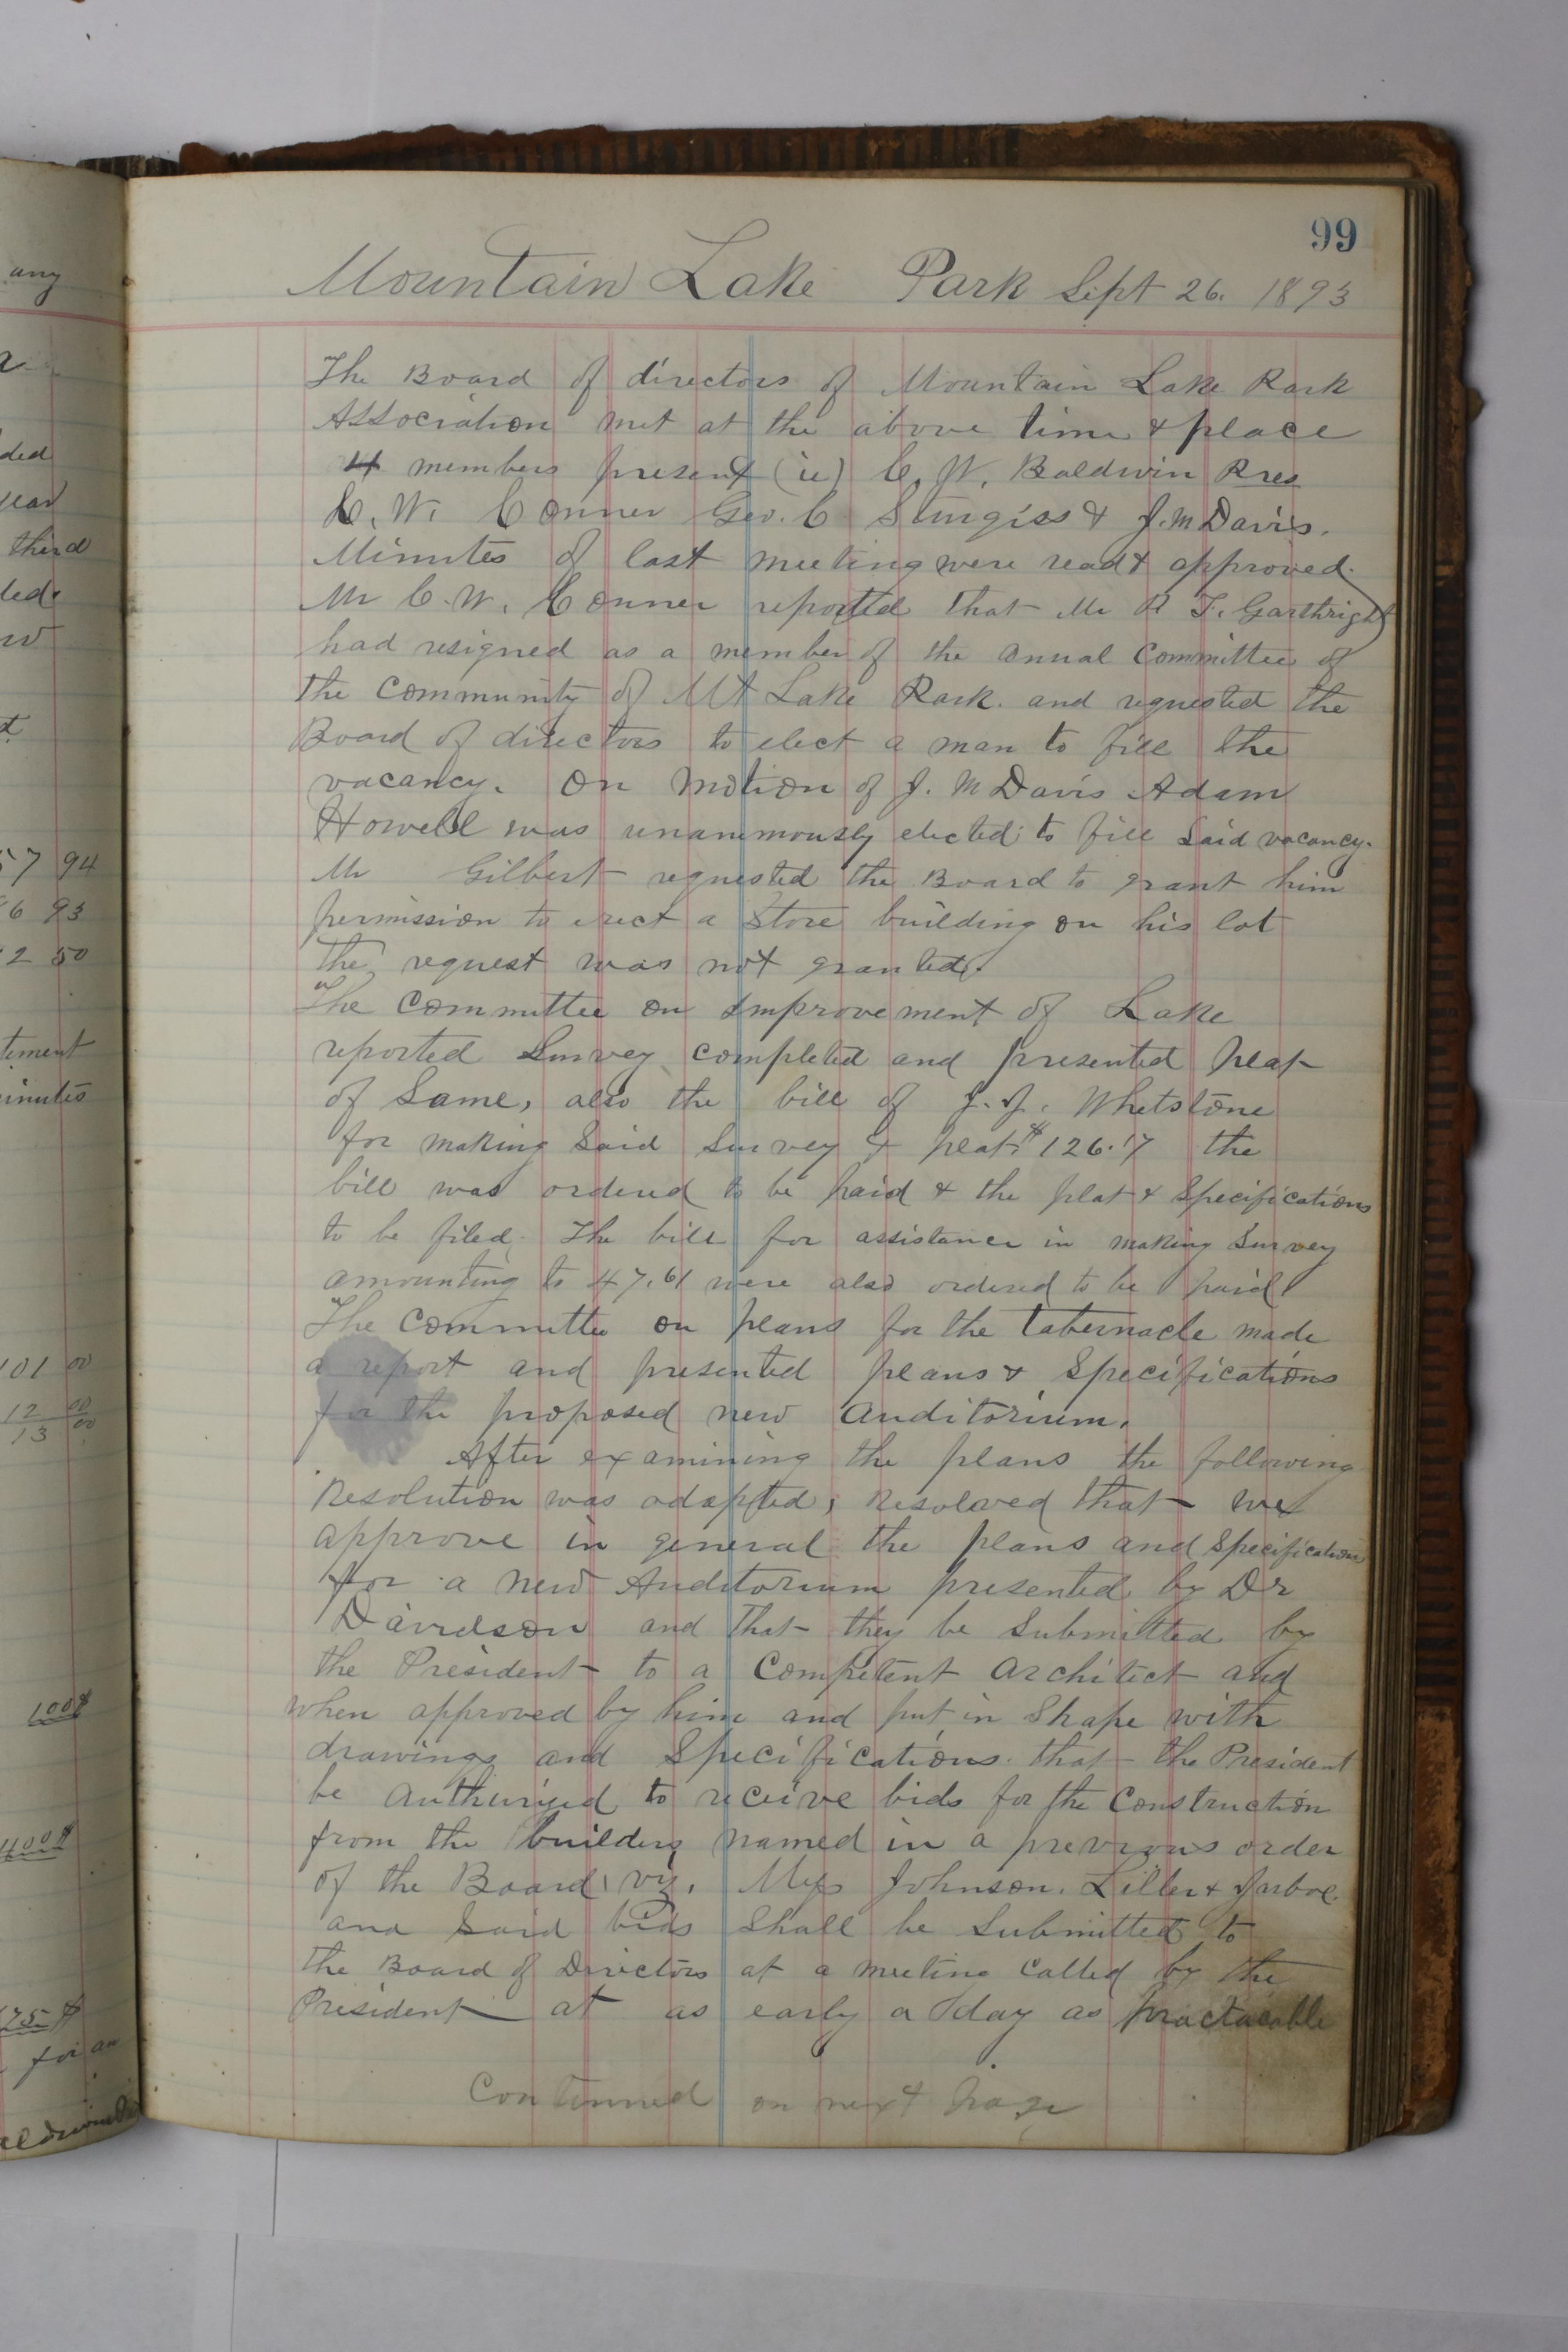 any
ded
year
third
led
tement
minutes
57 94
6 93
2 50
101 00
12 00
13 00
100$
400$
75 $
for an
99
Mountain Lake Park Sept 26. 1893
The Board of directors of Mountain Lake Park
Association met at the above time & place
4 members present (ie) C. W. Baldwin Pres
C. W. Conner Geo. C Sturgiss & J. M Davis.
Minutes of last meeting were read & approved.
Mr C. W. Conner reported that Mr R T. Garthright
had resigned as a member of the anual Committee of
the Community of Mt Lake Park. and requested the
Board of directors to elect a man to fill the
vacancy. On motion of J. M Davis Adam
Howell was unanimously elected to fill Said vacancy.
Mr Gilbert requested the Board to grant him
permission to erect a Store building on his lot
the request was not granted.
The Committee on Improvement of Lake
reported Survey completed and presented plat
of Same, also the bill of J. J. Whetstone
for making Said Survey & plat $126.17 the
bill was ordered to be paid & the plat & Specifications
to be filed. The bill for assistance in making Survey
amounting to 47.61 were also ordered to be paid
The Committee on plans for the tabernacle made
a report and presented plans & Specifications
for the proposed new Auditorium.
After examining the plans the following
Resolution was adapted, Resolved that we
approve in general the plans and Specification
for a new Auditorium presented by Dr
Davidson and that they be Submitted by
the President to a Competent Architect and
when approved by him and put in Shape with
drawings and Specifications that the President
be Authurized to receive bids for the Construction
from the builders named in a previous order
of the Board, viz. Mess Johnson. Liller & Jarboe.
and Said bids Shall be Submitted to
the Board of Directors at a meeting Called by the
President at as early a day as practacable
Continued on next page